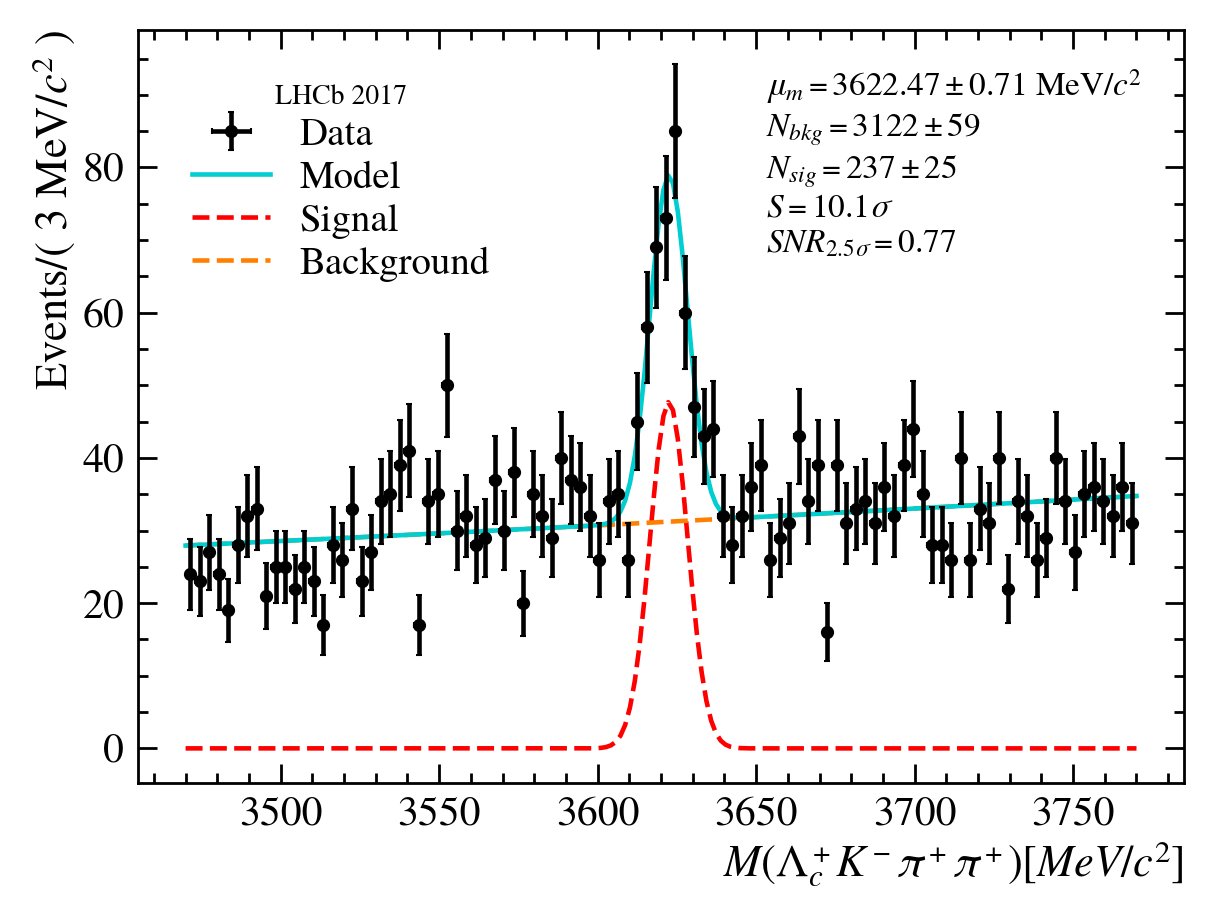 Events/( 3 MeV/c² )
LHCb 2017
Data
Model
Signal
Background
μ_m = 3622.47 ± 0.71 MeV/c²
N_bkg = 3122 ± 59
N_sig = 237 ± 25
S = 10.1σ
SNR_2.5σ = 0.77
80
60
40
20
0
3500 3550 3600 3650 3700 3750
M(Λ_c⁺K⁻π⁺π⁺)[MeV/c²]